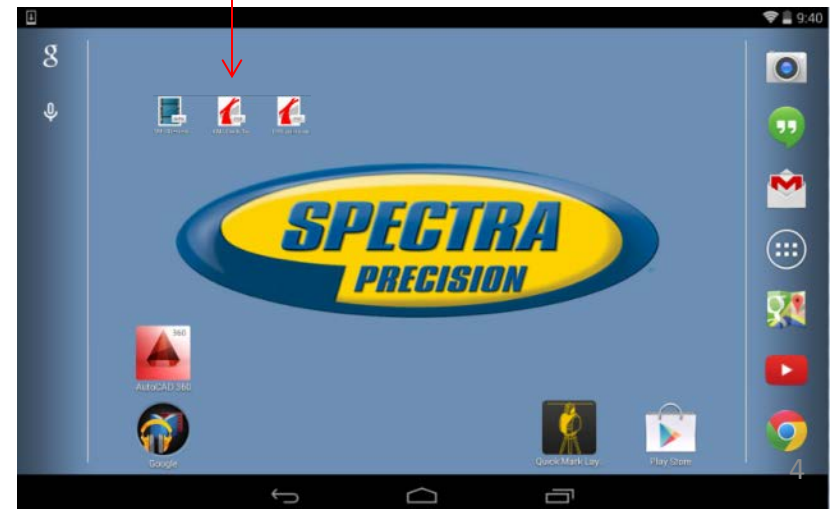 9:40
g
SPECTRA
PRECISION
360
AutoCAD 360
Google
Quick Mark Lay...
Play Store
4